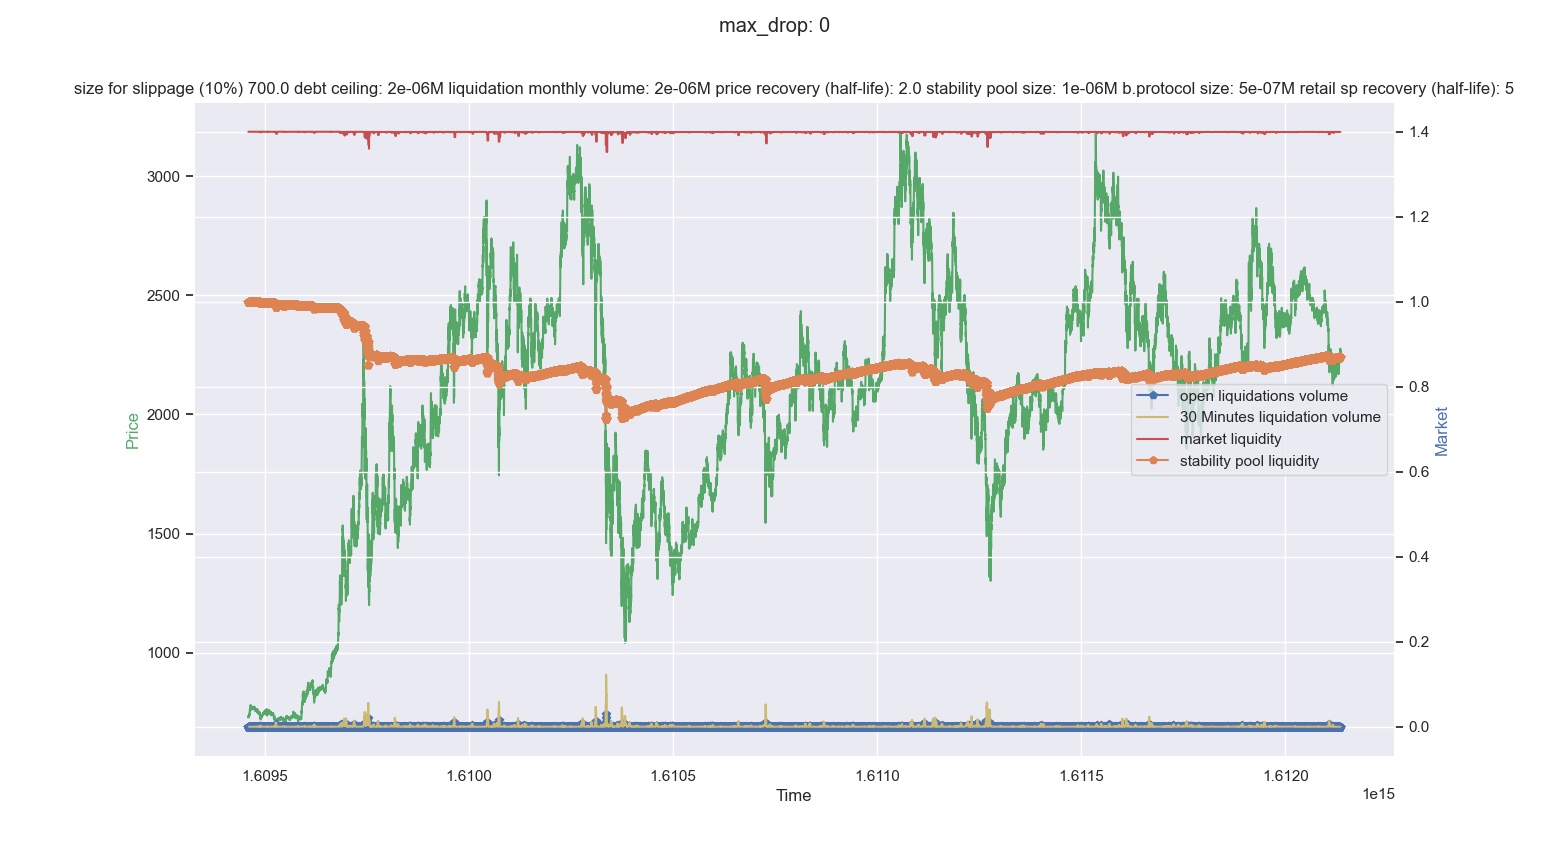 max_drop: 0
size for slippage (10%) 700.0 debt ceiling: 2e-06M liquidation monthly volume: 2e-06M price recovery (half-life): 2.0 stability pool size: 1e-06M b.protocol size: 5e-07M retail sp recovery (half-life): 5
3000
2500
2000
1500
1000
Price
1.4
1.2
1.0
0.8
0.6
0.4
0.2
0.0
Market
open liquidations volume
30 Minutes liquidation volume
market liquidity
stability pool liquidity
1.6095
1.6100
1.6105
1.6110
1.6115
1.6120
Time
1e15